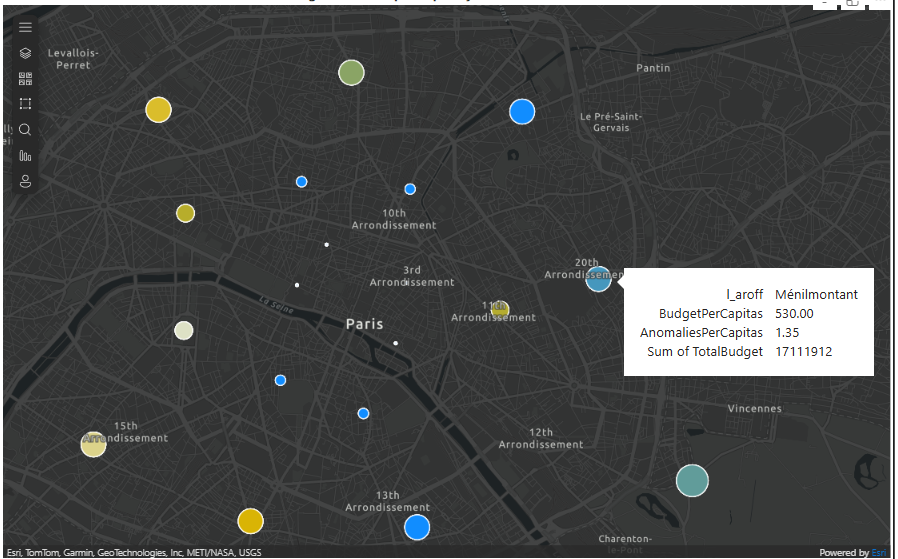 Levallois-
Perret
Pantin
Le Pré-Saint-
Gervais
10th
Arrondissement
3rd
Arrondissement
20th
Arrondissement
l_aroff Ménilmontant
BudgetPerCapitas 530.00
AnomaliesPerCapitas 1.35
Sum of TotalBudget 17111912
La Seine
Paris
11th
Arrondissement
Vincennes
15th
Arrondissement
12th
Arrondissement
13th
Arrondissement
Charenton-
le-Pont
Esri, TomTom, Garmin, GeoTechnologies, Inc, METI/NASA, USGS
Powered by Esri